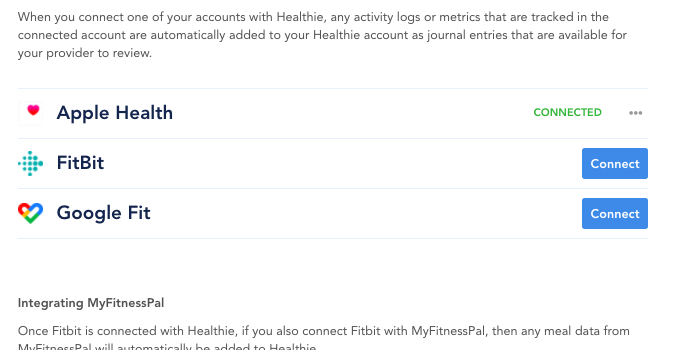 When you connect one of your accounts with Healthie, any activity logs or metrics that are tracked in the
connected account are automatically added to your Healthie account as journal entries that are available for
your provider to review.
Apple Health CONNECTED •••
FitBit Connect
Google Fit Connect
Integrating MyFitnessPal
Once Fitbit is connected with Healthie, if you also connect Fitbit with MyFitnessPal, then any meal data from
MyFitnessPal will automatically be added to Healthie